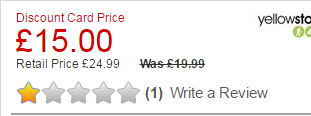 Discount Card Price
£15.00
Retail Price £24.99 Was £19.99
(1) Write a Review